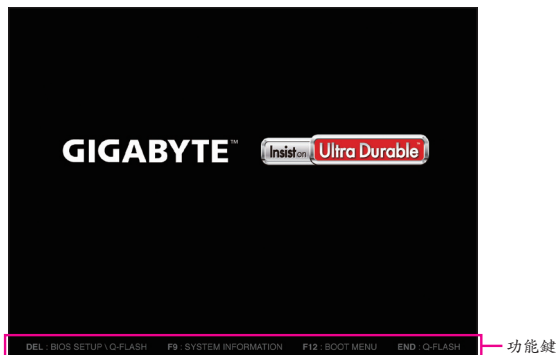 GIGABYTE™
Insist on Ultra Durable™
DEL : BIOS SETUP \ Q-FLASH F9 : SYSTEM INFORMATION F12 : BOOT MENU END : Q-FLASH
功能鍵